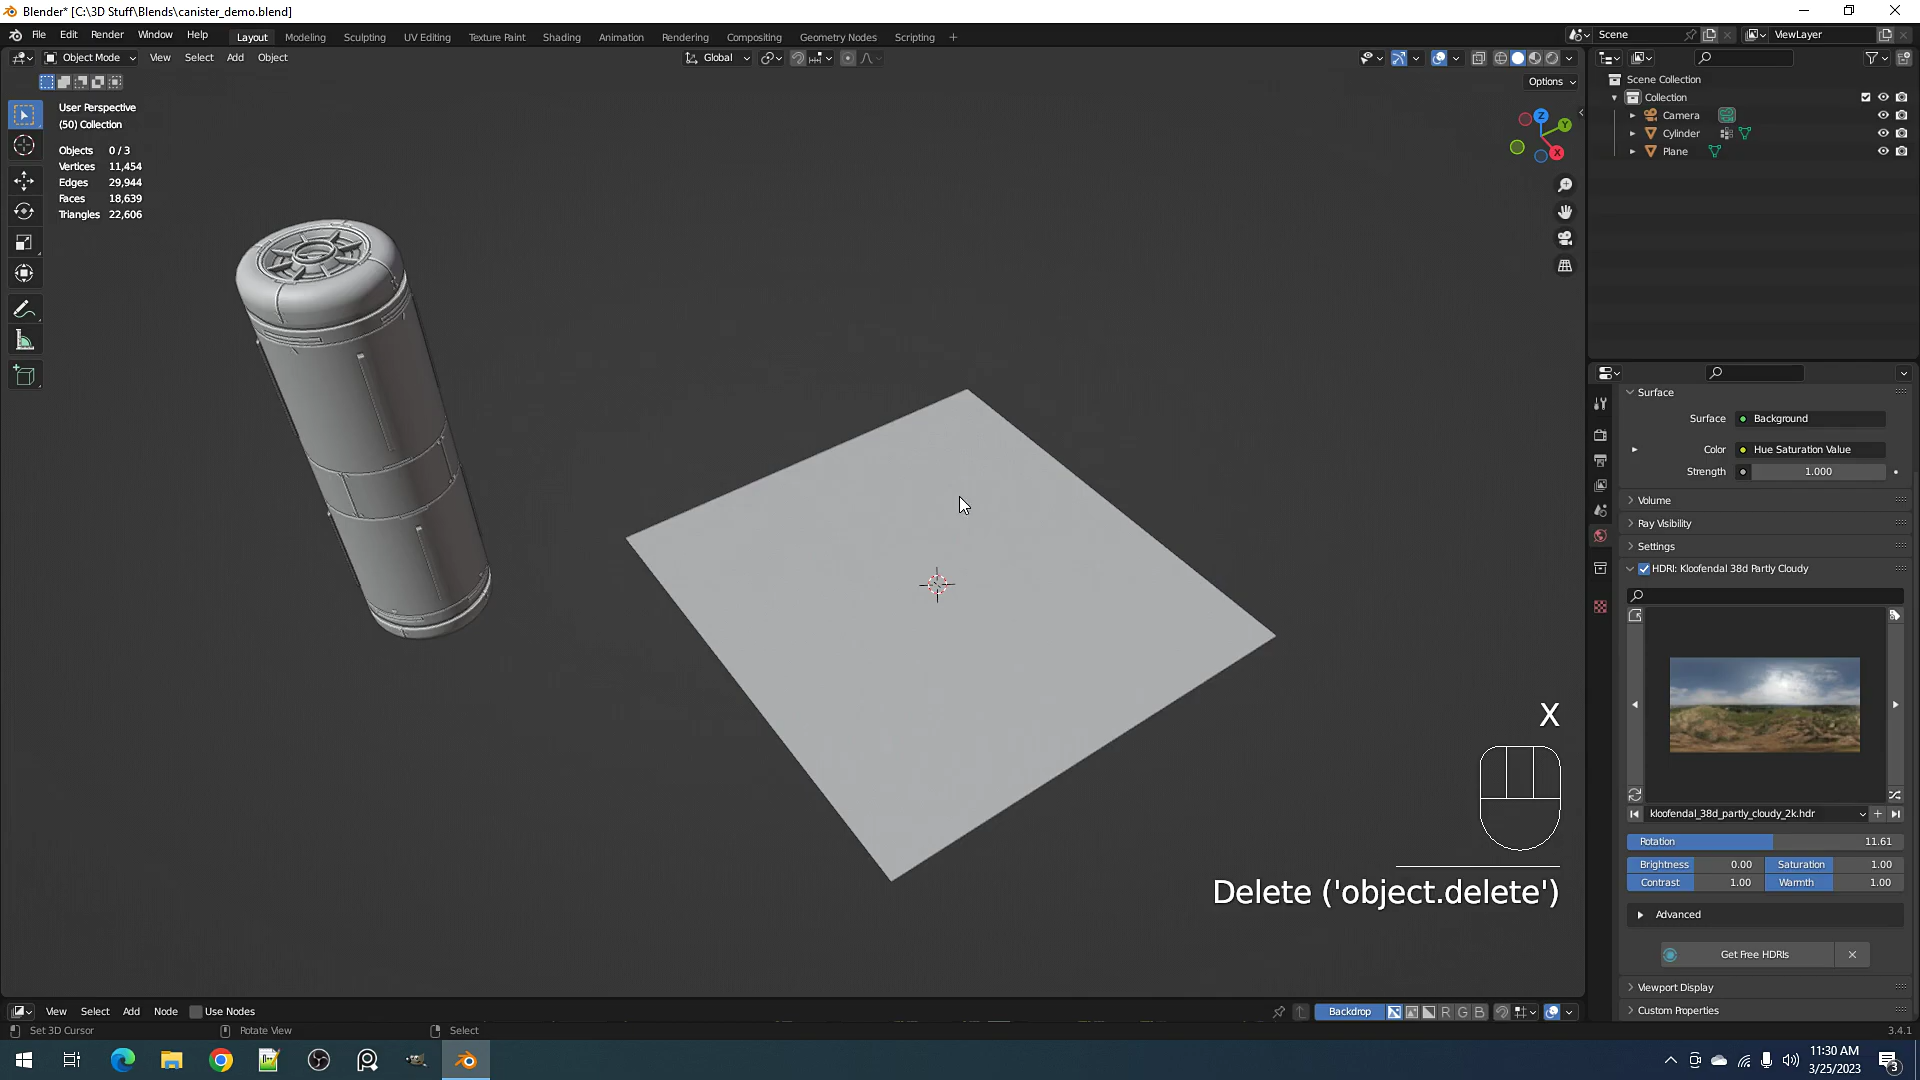 Blender* [C:\3D Stuff\Blends\canister_demo.blend]
File Edit Render Window Help
Layout Modeling Sculpting UV Editing Texture Paint Shading Animation Rendering Compositing Geometry Nodes Scripting +
Scene
ViewLayer
Object Mode View Select Add Object
Global
Options
User Perspective
(50) Collection
Objects 0 / 3
Vertices 11,454
Edges 29,944
Faces 18,639
Triangles 22,606
Z
Y
X
Scene Collection
Collection
Camera
Cylinder
Plane
Surface
Surface Background
Color Hue Saturation Value
Strength 1.000
Volume
Ray Visibility
Settings
HDRI: Kloofendal 38d Partly Cloudy
kloofendal_38d_partly_cloudy_2k.hdr
Rotation 11.61
Brightness 0.00 Saturation 1.00
Contrast 1.00 Warmth 1.00
Advanced
Get Free HDRIs
Viewport Display
Custom Properties
X
Delete ('object.delete')
View Select Add Node Use Nodes
Backdrop R G B
Set 3D Cursor Rotate View Select
3.4.1
11:30 AM
3/25/2023
3